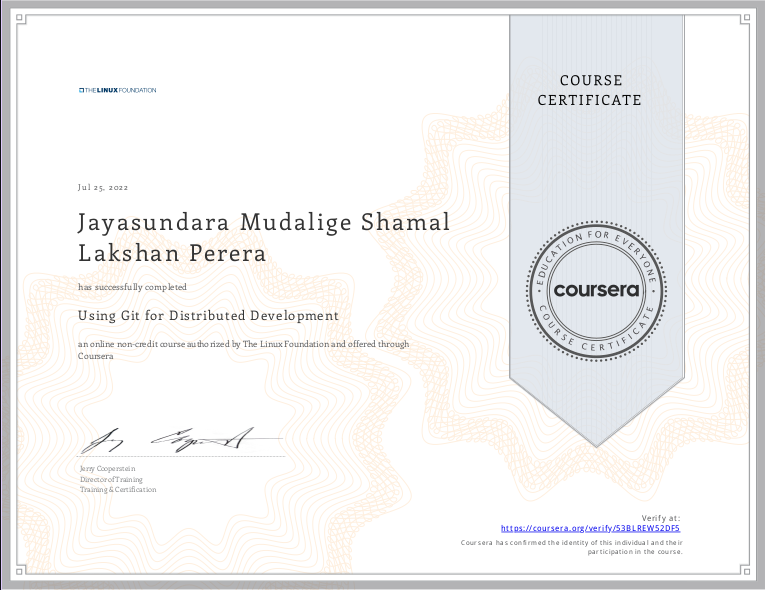 THE LINUX FOUNDATION
COURSE
CERTIFICATE
Jul 25, 2022
Jayasundara Mudalige Shamal
Lakshan Perera
has successfully completed
Using Git for Distributed Development
an online non-credit course authorized by The Linux Foundation and offered through
Coursera
EDUCATION FOR EVERYONE
coursera
COURSE CERTIFICATE
Jerry Cooperstein
Director of Training
Training & Certification
Verify at:
https://coursera.org/verify/53BLREW52DF5
Coursera has confirmed the identity of this individual and their
participation in the course.